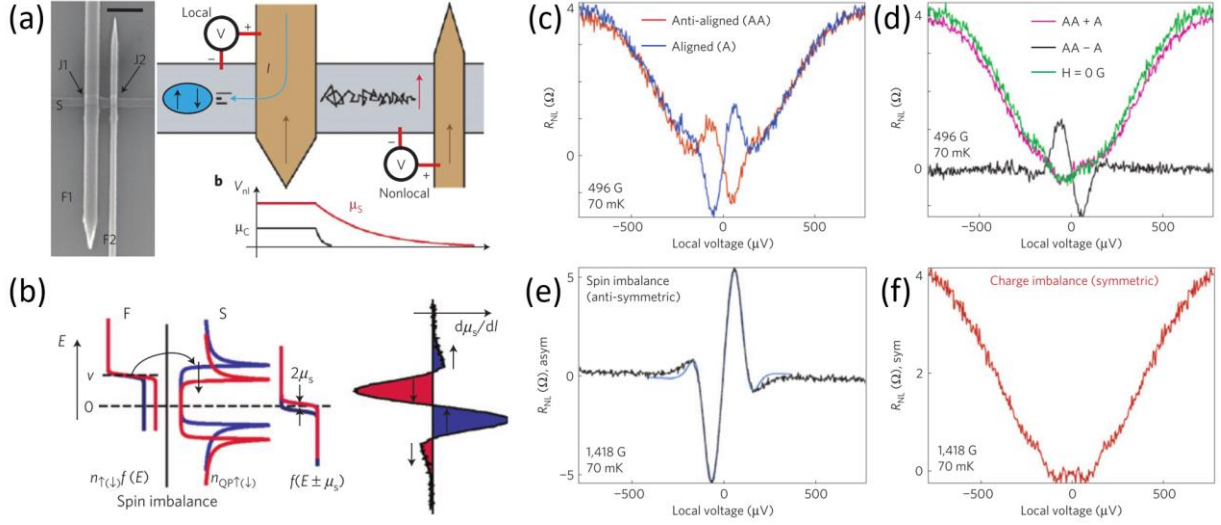 (a)
J1
J2
S
F1
F2
Local
V
+
−
I
−
V
+
Nonlocal
b
V_nl
μ_S
μ_C
(b)
F
S
E
v
0
2μ_s
n_↑(↓) f(E)
n_QP↑(↓)
f(E ± μ_s)
Spin imbalance
dμ_s/dI
(c)
Anti-aligned (AA)
Aligned (A)
R_NL (Ω)
4
0
496 G
70 mK
−500
0
500
Local voltage (μV)
(d)
AA + A
AA − A
H = 0 G
R_NL (Ω)
4
0
496 G
70 mK
−500
0
500
Local voltage (μV)
(e)
Spin imbalance
(anti-symmetric)
R_NL (Ω), asym
5
0
−5
1,418 G
70 mK
−500
0
500
Local voltage (μV)
(f)
Charge imbalance (symmetric)
R_NL (Ω), sym
4
2
0
1,418 G
70 mK
−500
0
500
Local voltage (μV)